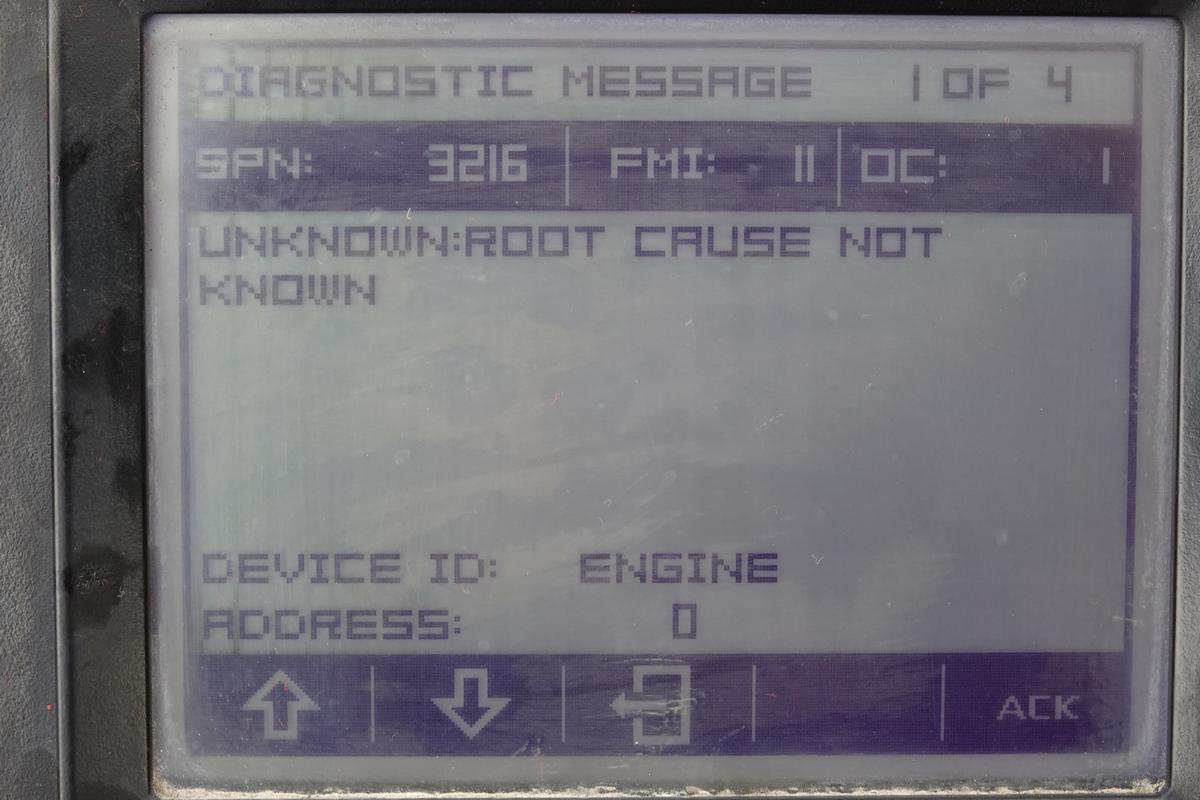 DIAGNOSTIC MESSAGE 1 OF 4
SPN: 3216 FMI: 11 OC: 1
UNKNOWN:ROOT CAUSE NOT
KNOWN
DEVICE ID: ENGINE
ADDRESS: 0
ACK